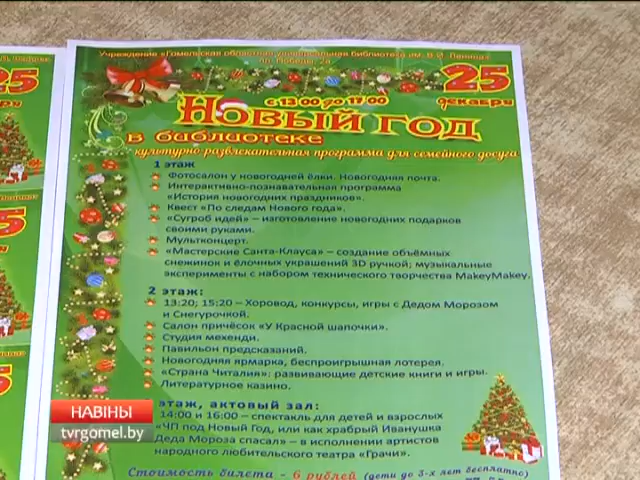 Учреждение «Гомельская областная универсальная библиотека им. В.И. Ленина»
пл. Победы, 2а
25
декабря
с 13.00 до 17.00
Новый год
в библиотеке
культурно-развлекательная программа для семейного досуга
1 этаж
Фотосалон у новогодней ёлки. Новогодняя почта.
Интерактивно-познавательная программа
«История новогодних праздников».
Квест «По следам Нового года».
«Сугроб идей» – изготовление новогодних подарков
своими руками.
Мультконцерт.
«Мастерские Санта-Клауса» – создание объёмных
снежинок и ёлочных украшений 3D ручкой; музыкальные
эксперименты с набором технического творчества MakeyMakey.
2 этаж:
13:20; 15:20 – Хоровод, конкурсы, игры с Дедом Морозом
и Снегурочкой.
Салон причёсок «У Красной шапочки».
Студия мехенди.
Павильон предсказаний.
Новогодняя ярмарка, беспроигрышная лотерея.
«Страна Читалия»: развивающие детские книги и игры.
Литературное казино.
этаж, актовый зал:
14:00 и 16:00 – спектакль для детей и взрослых
«ЧП под Новый Год, или как храбрый Иванушка
Деда Мороза спасал» – в исполнении артистов
народного любительского театра «Грачи».
Стоимость билета – 6 рублей (дети до 3-х лет бесплатно)
25
декабря
5
5
НАВІНЫ
tvrgomel.by